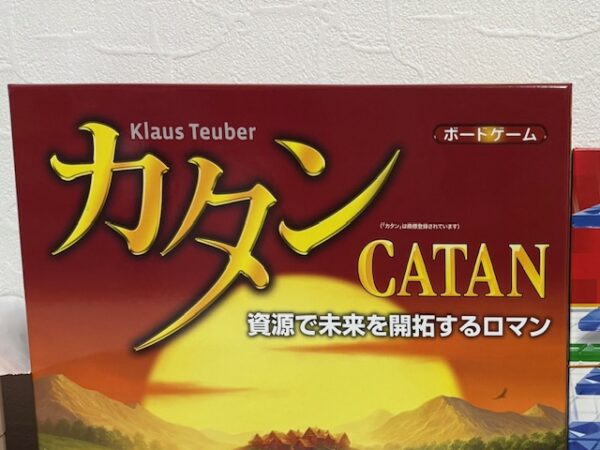 Klaus Teuber
ボードゲーム
カタン
(「カタン」は商標登録されています)
CATAN
資源で未来を開拓するロマン